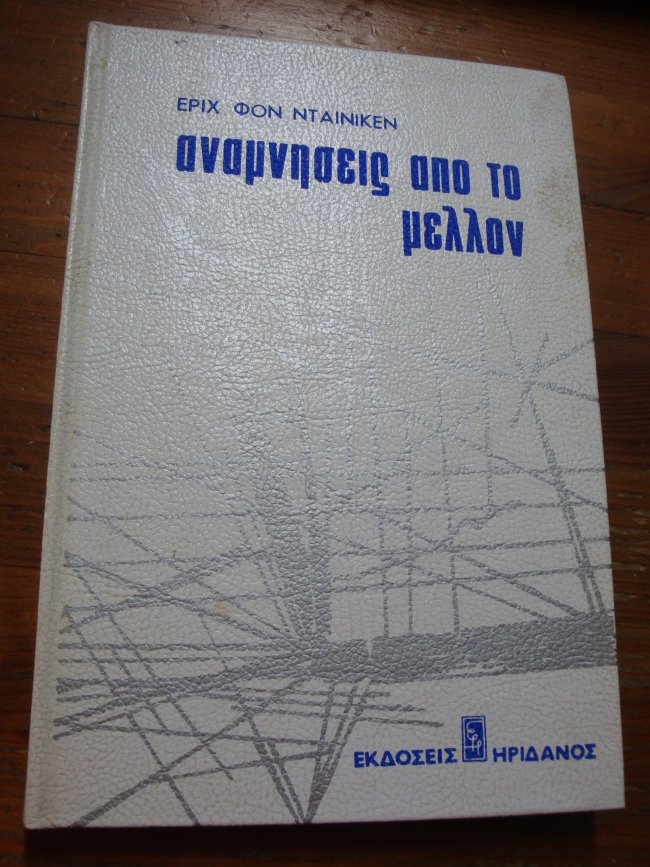 ΕΡΙΧ ΦΟΝ ΝΤΑΙΝΙΚΕΝ
αναμνησεις απο το
μελλον
ΕΚΔΟΣΕΙΣ ΗΡΙΔΑΝΟΣ